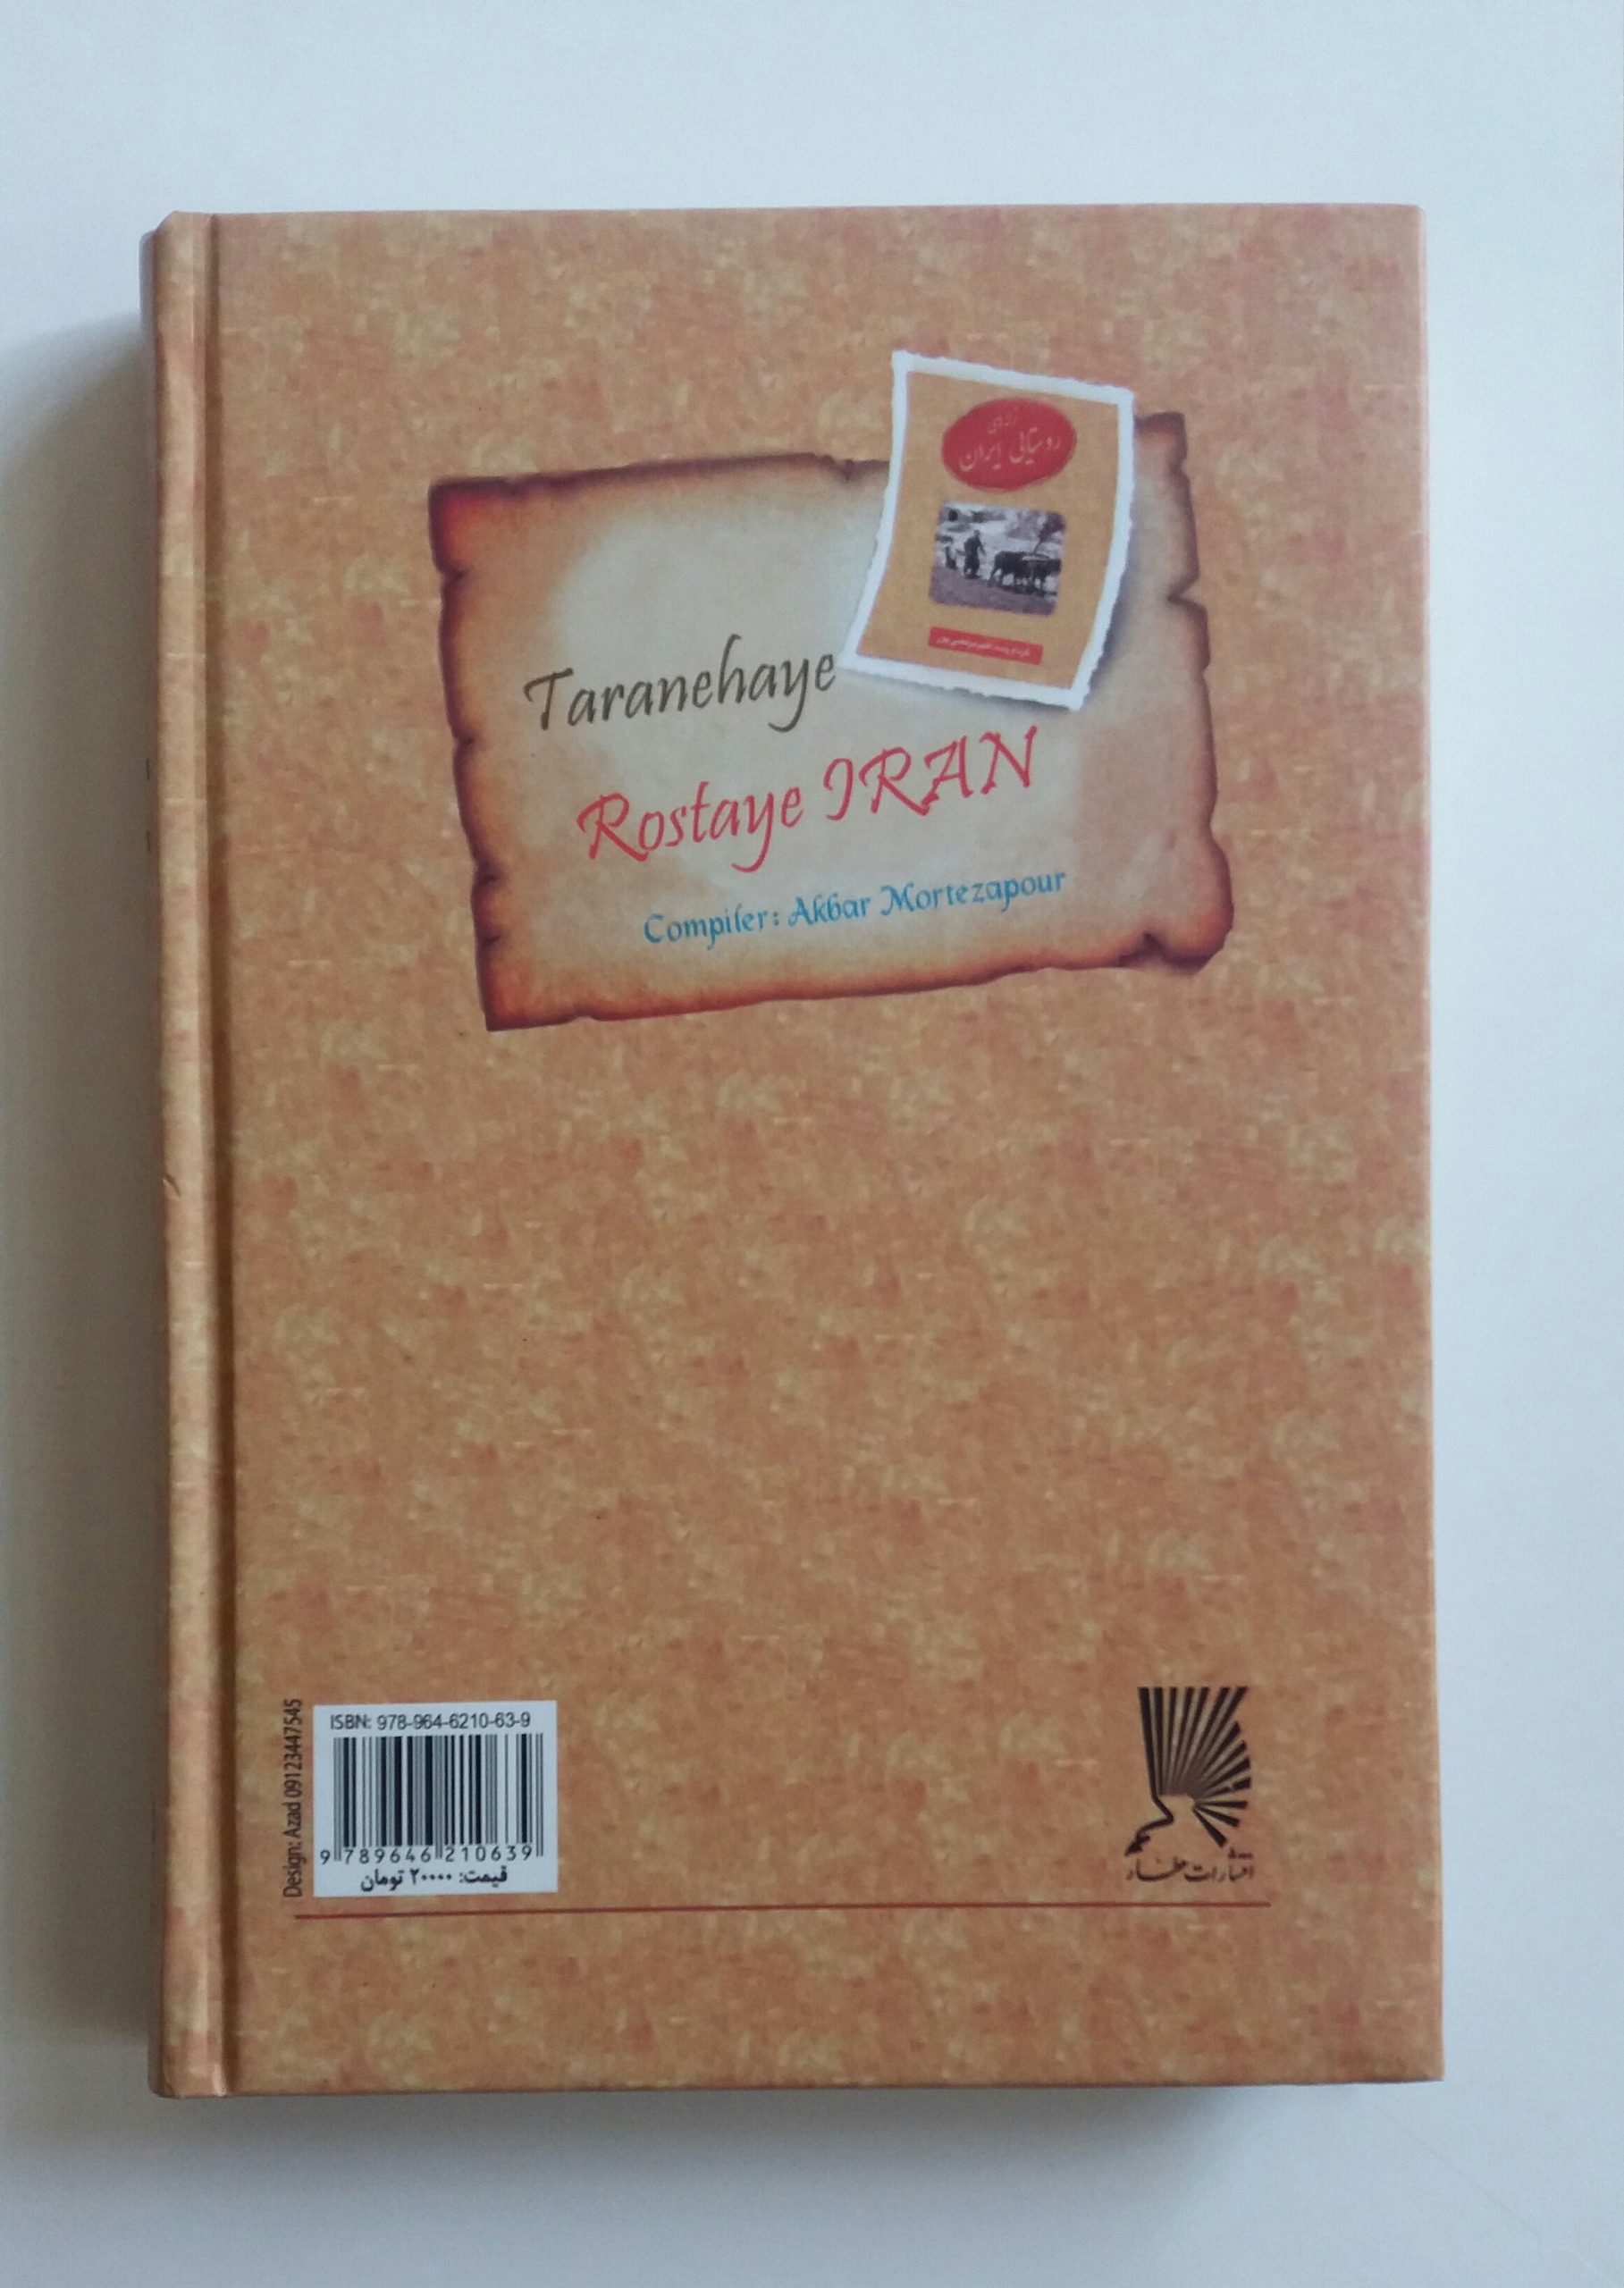 ترانه‌های
روستایی ایران
Taranehaye
Rostaye IRAN
Compiler: Akbar Mortezapour
Design: Azad 09123447545
ISBN: 978-964-6210-63-9
9 789646 210639
قیمت: ۲۰۰۰۰ تومان
انتشارات عطار